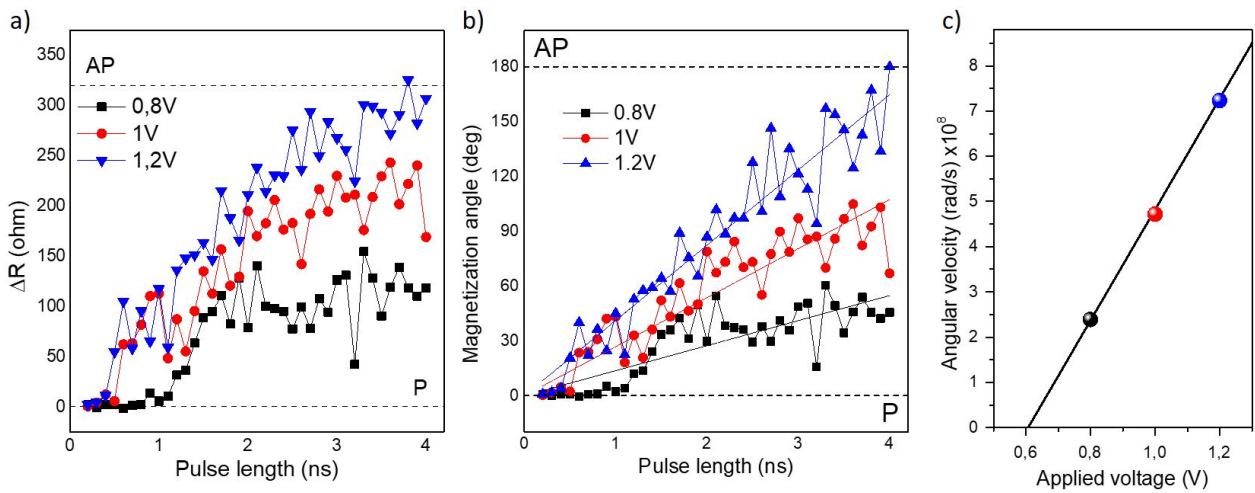 a)
AP
0,8V
1V
1,2V
P
350
300
250
200
150
100
50
0
0 1 2 3 4
ΔR (ohm)
Pulse length (ns)
b)
AP
0.8V
1V
1.2V
P
180
150
120
90
60
30
0
0 1 2 3 4
Magnetization angle (deg)
Pulse length (ns)
c)
8
7
6
5
4
3
2
1
0
0,6 0,8 1,0 1,2
Angular velocity (rad/s) x10⁸
Applied voltage (V)